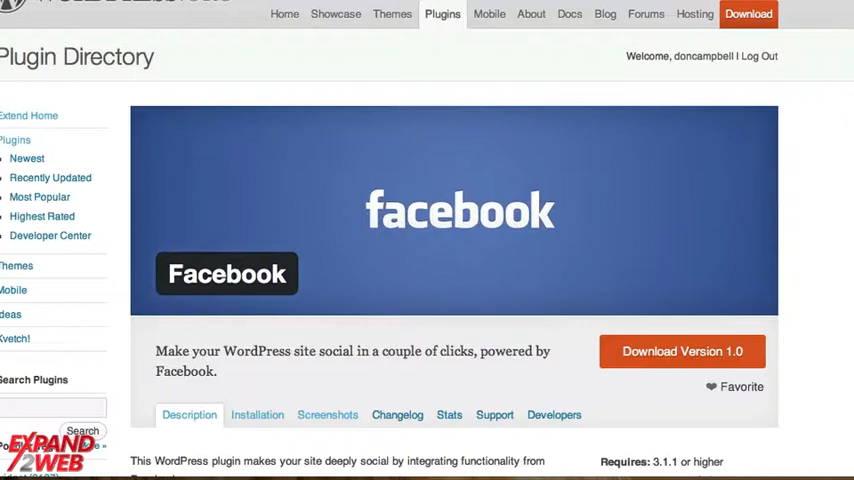 Home Showcase Themes Plugins Mobile About Docs Blog Forums Hosting Download
Plugin Directory
Welcome, doncampbell | Log Out
Extend Home
Plugins
Newest
Recently Updated
Most Popular
Highest Rated
Developer Center
Themes
Mobile
Ideas
Kvetch!
Search Plugins
Search
facebook
Facebook
Make your WordPress site social in a couple of clicks, powered by
Facebook.
Download Version 1.0
Favorite
Description Installation Screenshots Changelog Stats Support Developers
This WordPress plugin makes your site deeply social by integrating functionality from
Requires: 3.1.1 or higher
EXPAND
2WEB